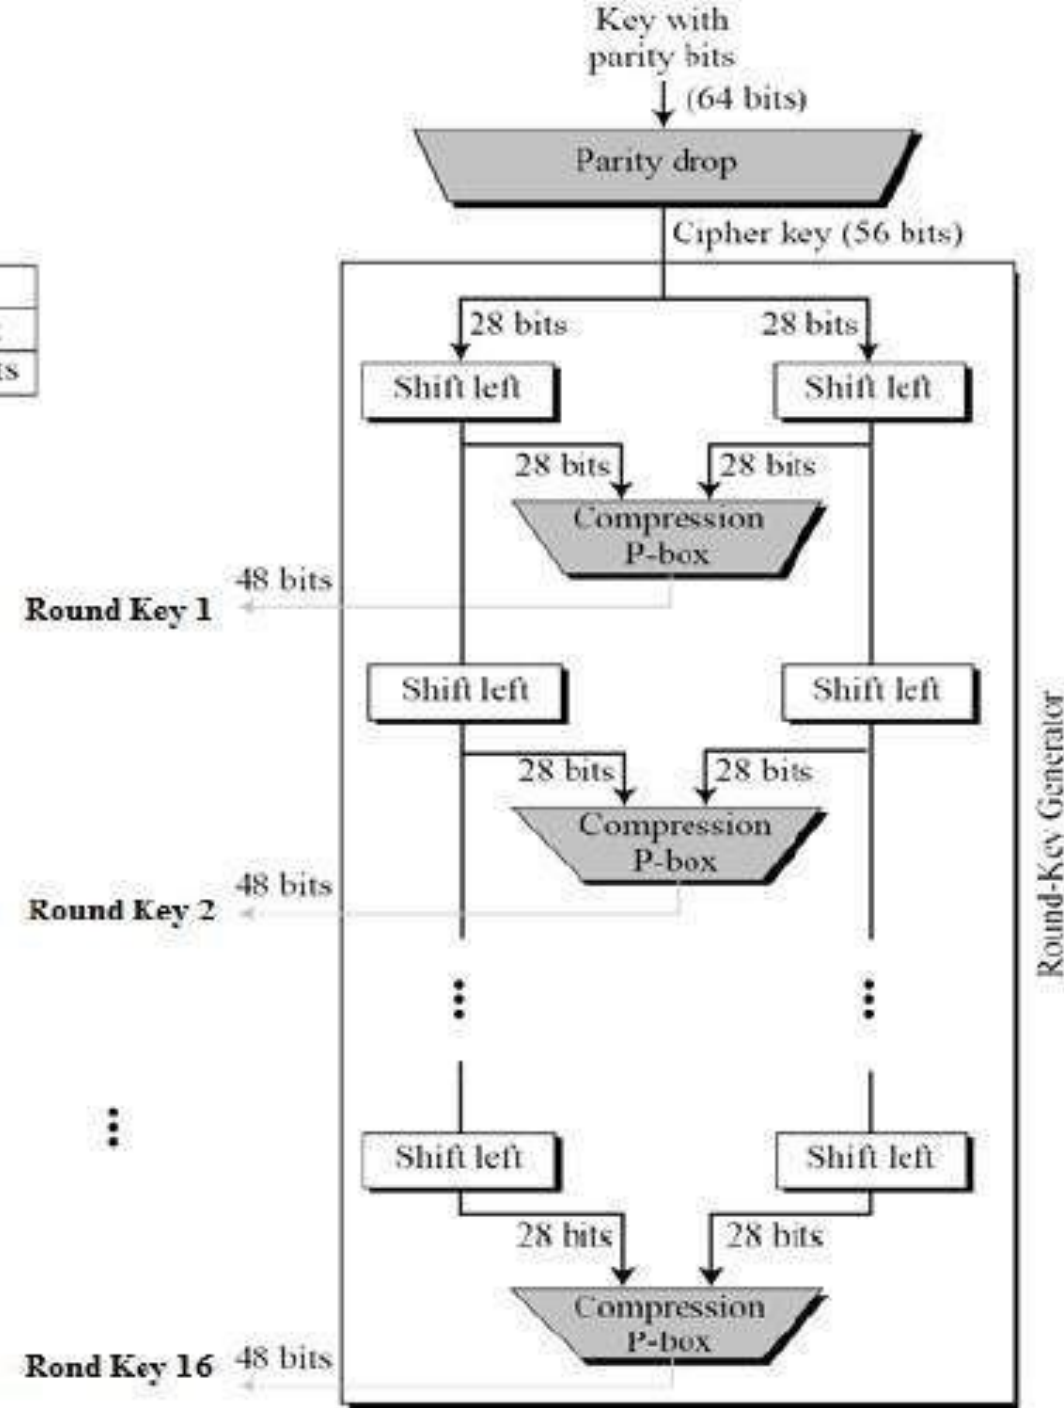 Key with
parity bits
(64 bits)
Parity drop
Cipher key (56 bits)
28 bits
28 bits
Shift left
Shift left
28 bits
28 bits
Compression
P-box
48 bits
Round Key 1
Shift left
Shift left
28 bits
28 bits
Compression
P-box
48 bits
Round Key 2
Round-Key Generator
Shift left
Shift left
28 bits
28 bits
Compression
P-box
48 bits
Rond Key 16